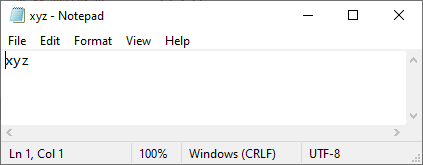 xyz - Notepad
File Edit Format View Help
xyz
Ln 1, Col 1 100% Windows (CRLF) UTF-8